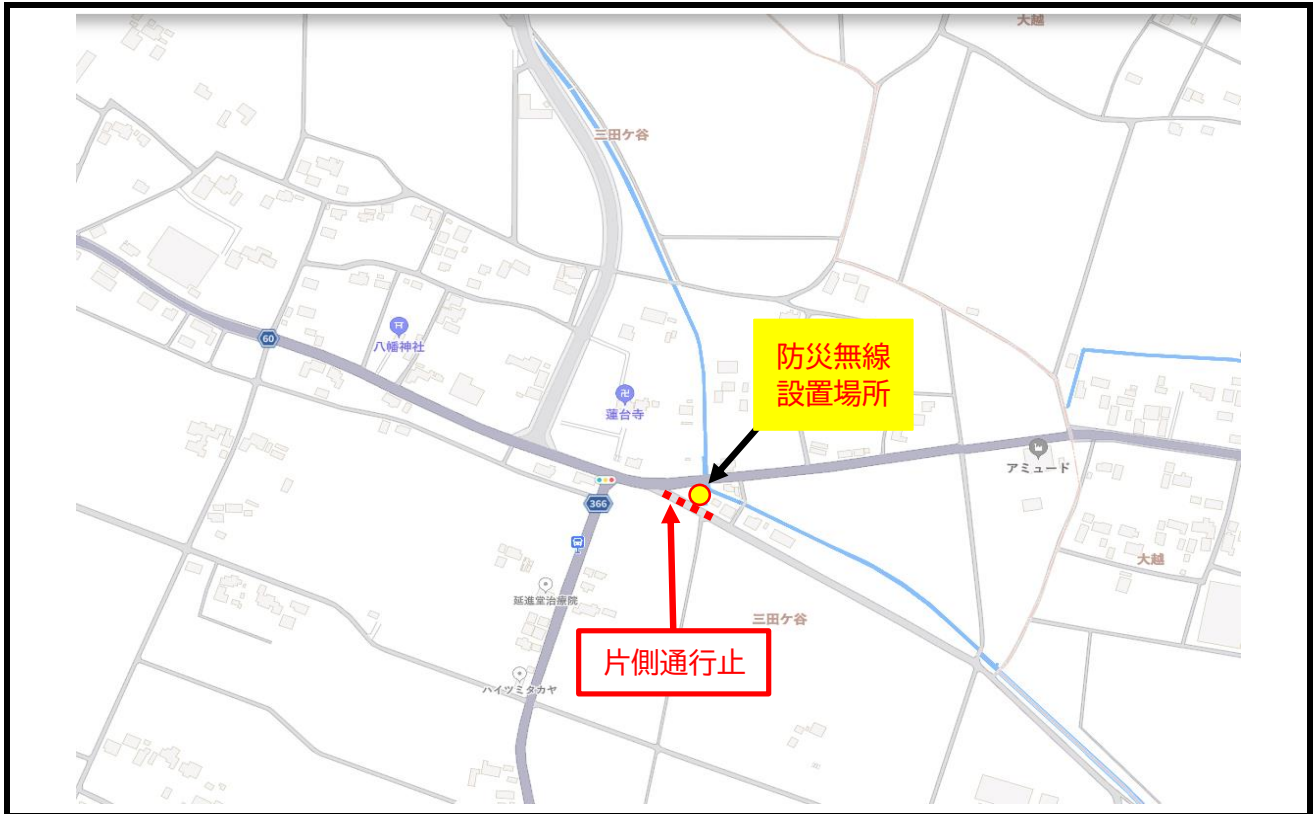 大越
三田ケ谷
60
八幡神社
蓮台寺
防災無線
設置場所
アミュード
366
大越
延進堂治療院
三田ケ谷
片側通行止
ハイツミタカヤ